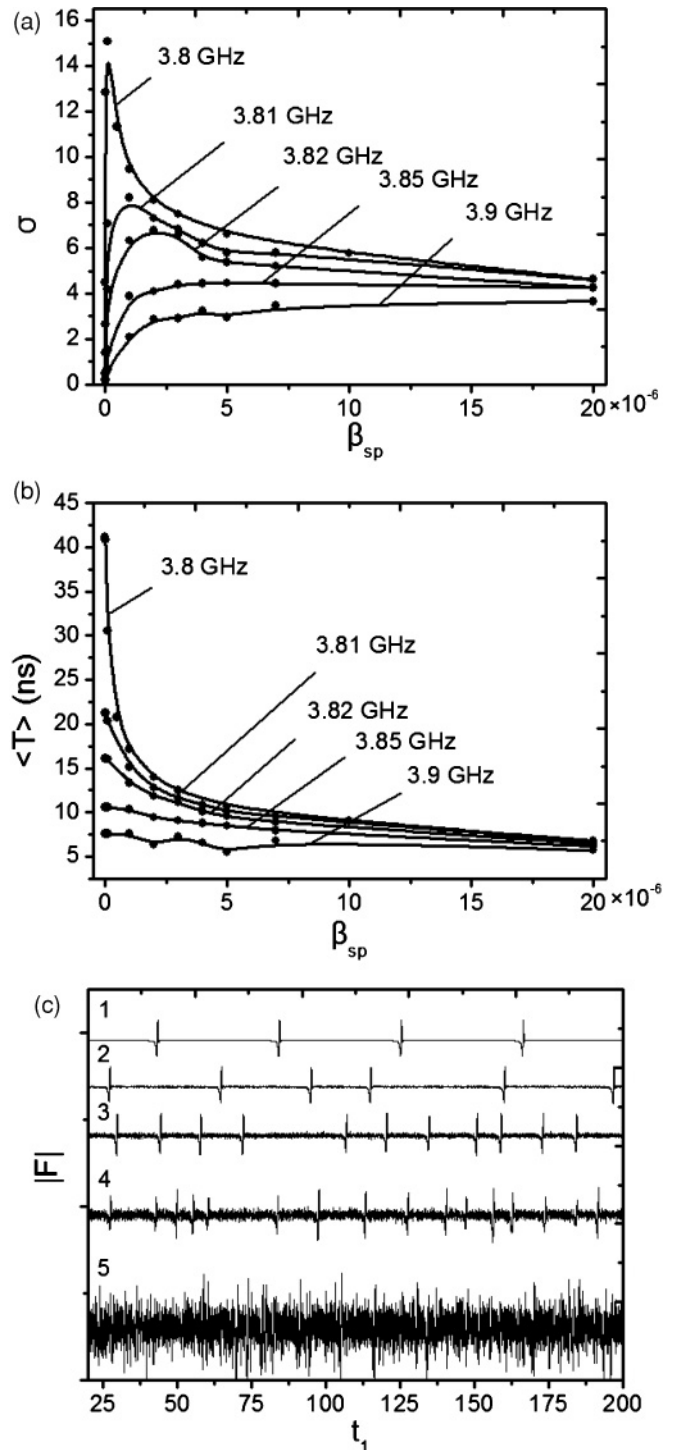 (a)
16
14
12
10
8
6
4
2
0
σ
3.8 GHz
3.81 GHz
3.82 GHz
3.85 GHz
3.9 GHz
0 5 10 15 20 ×10⁻⁶
β_sp
(b)
45
40
35
30
25
20
15
10
5
<T> (ns)
3.8 GHz
3.81 GHz
3.82 GHz
3.85 GHz
3.9 GHz
0 5 10 15 20 ×10⁻⁶
β_sp
(c)
1
2
3
4
5
|F|
25 50 75 100 125 150 175 200
t₁